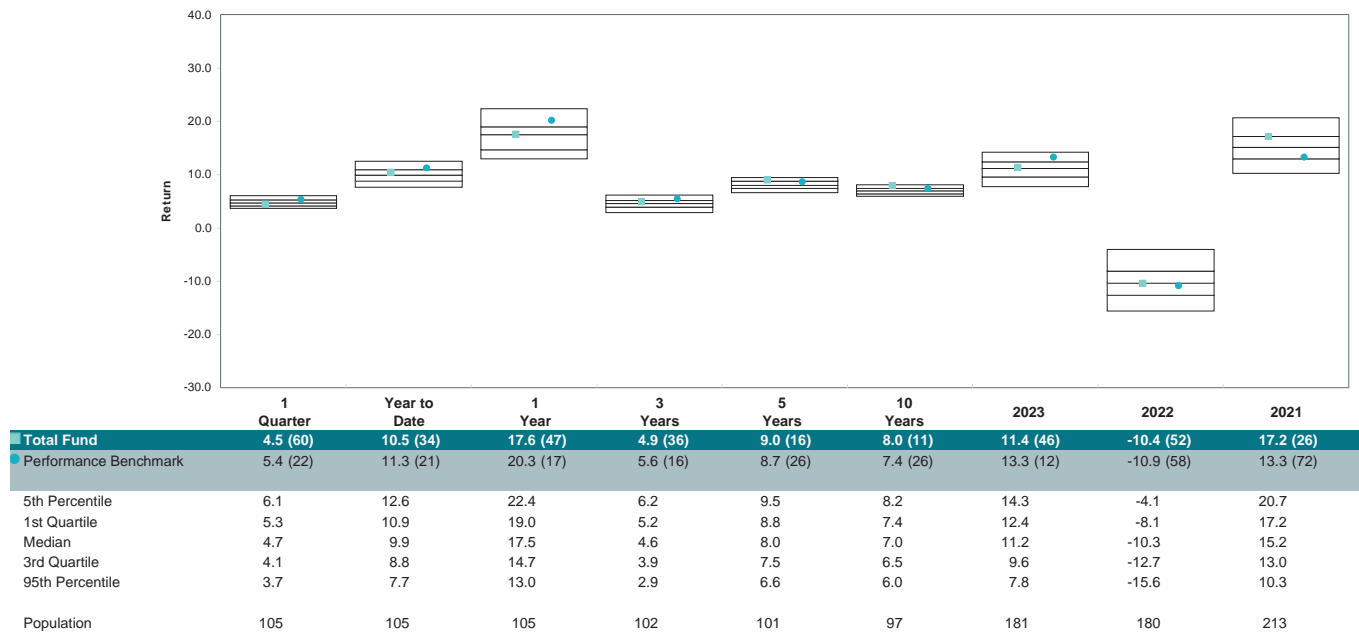 40.0
30.0
20.0
10.0
0.0
-10.0
-20.0
-30.0
Return
1 Quarter Year to Date 1 Year 3 Years 5 Years 10 Years 2023 2022 2021
Total Fund 4.5 (60) 10.5 (34) 17.6 (47) 4.9 (36) 9.0 (16) 8.0 (11) 11.4 (46) -10.4 (52) 17.2 (26)
Performance Benchmark 5.4 (22) 11.3 (21) 20.3 (17) 5.6 (16) 8.7 (26) 7.4 (26) 13.3 (12) -10.9 (58) 13.3 (72)
5th Percentile 6.1 12.6 22.4 6.2 9.5 8.2 14.3 -4.1 20.7
1st Quartile 5.3 10.9 19.0 5.2 8.8 7.4 12.4 -8.1 17.2
Median 4.7 9.9 17.5 4.6 8.0 7.0 11.2 -10.3 15.2
3rd Quartile 4.1 8.8 14.7 3.9 7.5 6.5 9.6 -12.7 13.0
95th Percentile 3.7 7.7 13.0 2.9 6.6 6.0 7.8 -15.6 10.3
Population 105 105 105 102 101 97 181 180 213